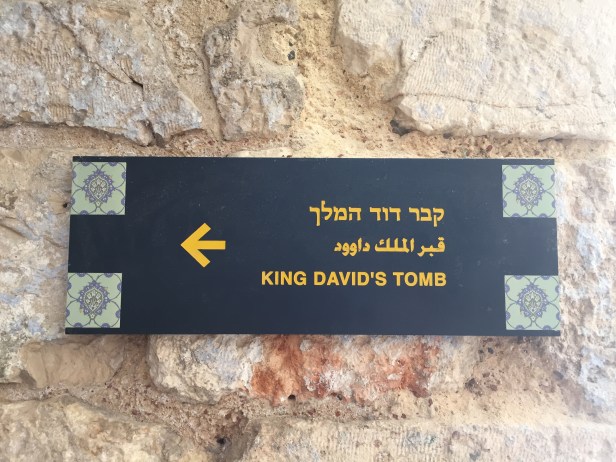 קבר דוד המלך
قبر الملك داوود
KING DAVID'S TOMB